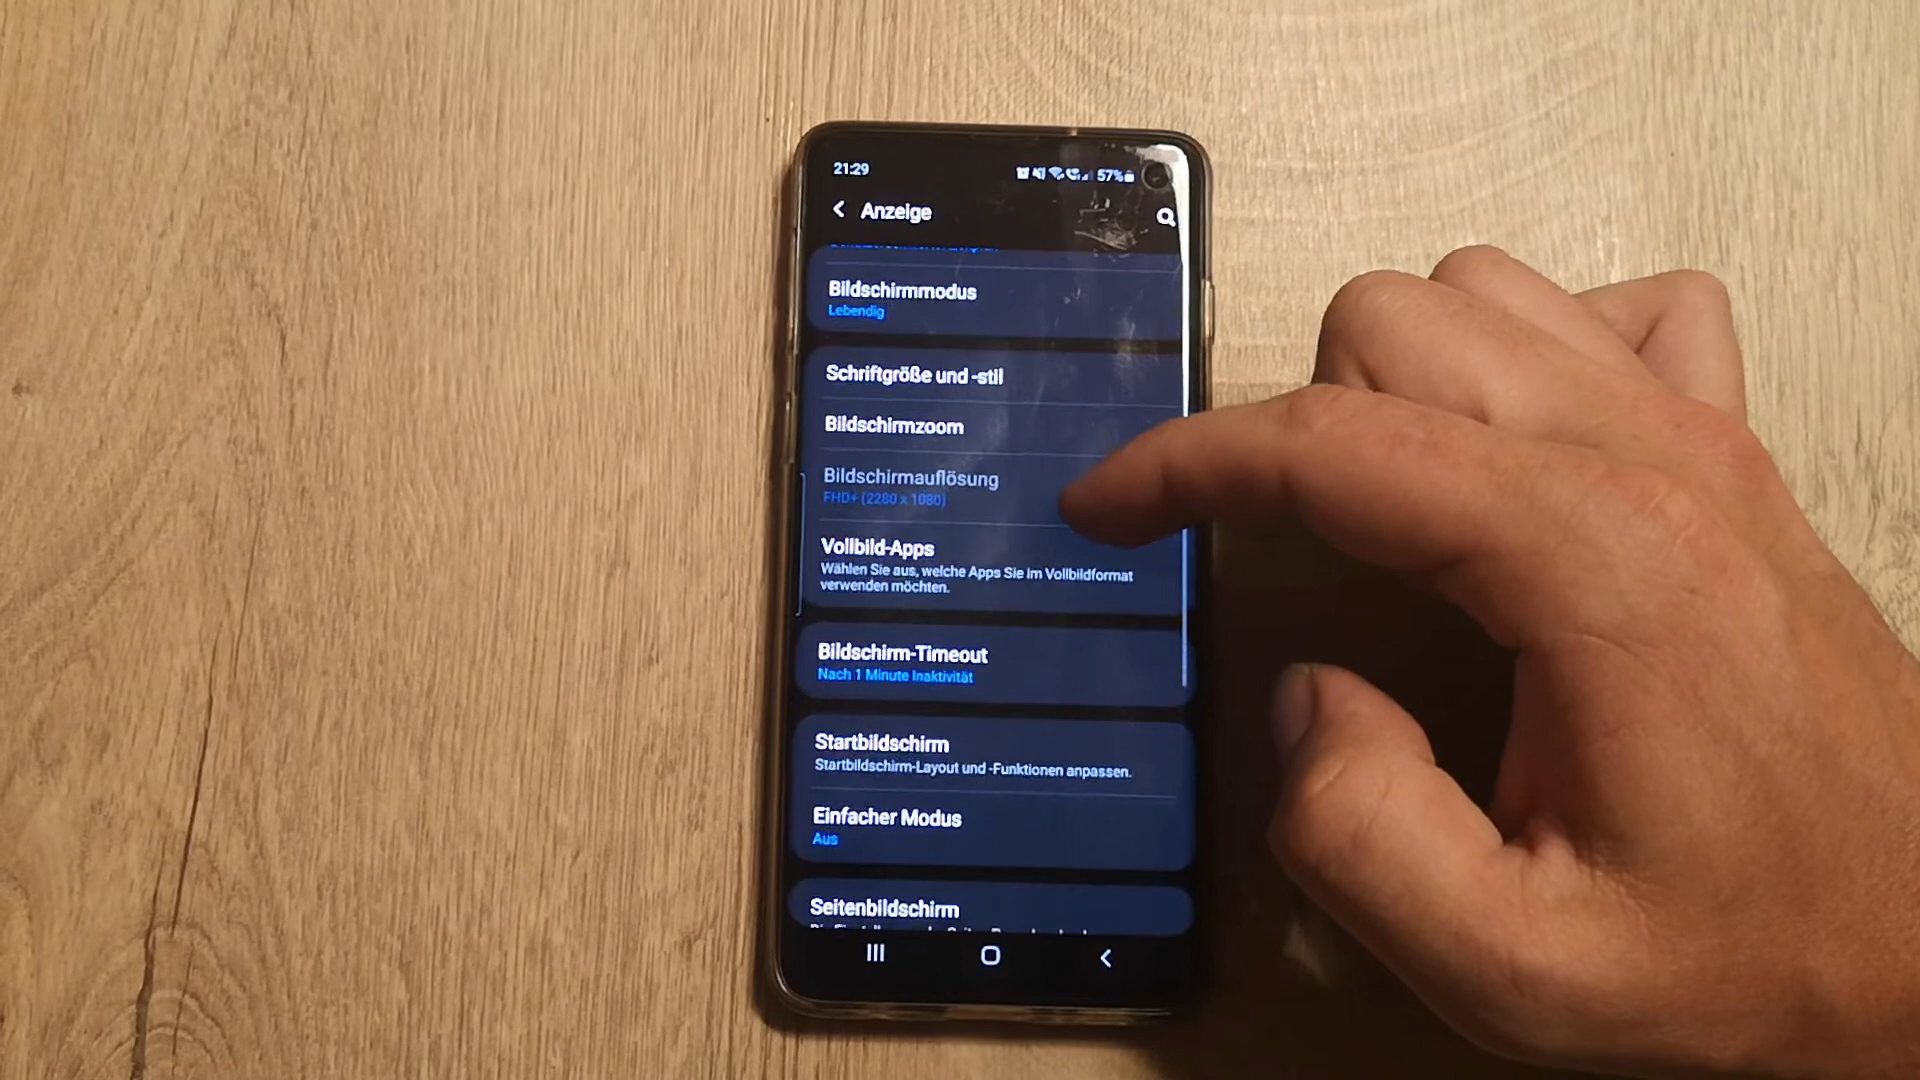 21:29
57%
Anzeige
Bildschirmmodus
Lebendig
Schriftgröße und -stil
Bildschirmzoom
Bildschirmauflösung
FHD+ (2280 x 1080)
Vollbild-Apps
Wählen Sie aus, welche Apps Sie im Vollbildformat
verwenden möchten.
Bildschirm-Timeout
Nach 1 Minute Inaktivität
Startbildschirm
Startbildschirm-Layout und -Funktionen anpassen.
Einfacher Modus
Aus
Seitenbildschirm